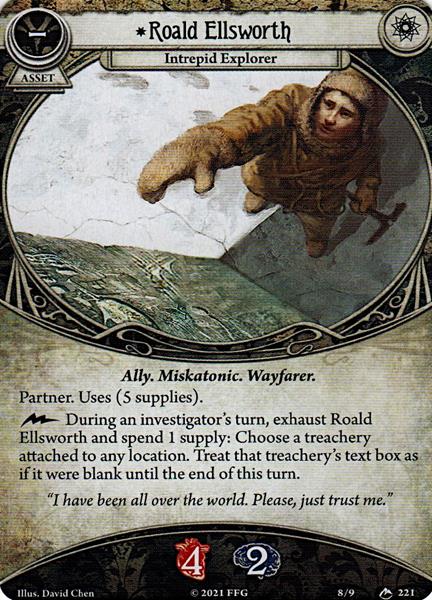 *Roald Ellsworth
Intrepid Explorer
ASSET
Ally. Miskatonic. Wayfarer.
Partner. Uses (5 supplies).
During an investigator's turn, exhaust Roald
Ellsworth and spend 1 supply: Choose a treachery
attached to any location. Treat that treachery's text box as
if it were blank until the end of this turn.
"I have been all over the world. Please, just trust me."
4 2
Illus. David Chen © 2021 FFG 8/9 221